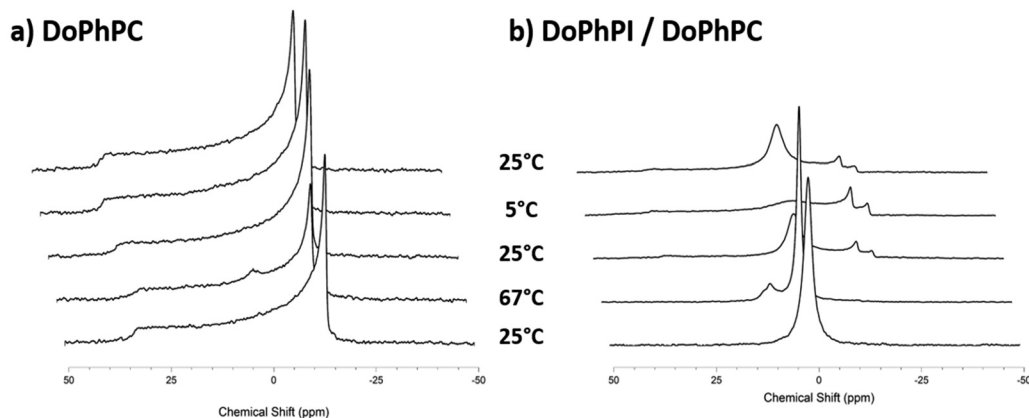 a) DoPhPC
b) DoPhPI / DoPhPC
25°C
5°C
25°C
67°C
25°C
50 25 0 -25 -50
Chemical Shift (ppm)
50 25 0 -25 -50
Chemical Shift (ppm)